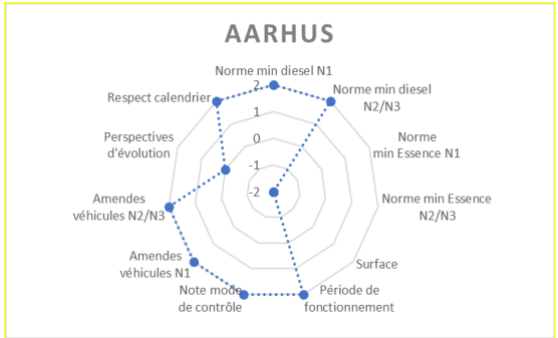 AARHUS
Norme min diesel N1
Respect calendrier
Norme min diesel
N2/N3
2
1
0
-1
-2
Perspectives
d'évolution
Norme
min Essence N1
Amendes
véhicules N2/N3
Norme min Essence
N2/N3
Amendes
véhicules N1
Surface
Note mode
de contrôle
Période de
fonctionnement